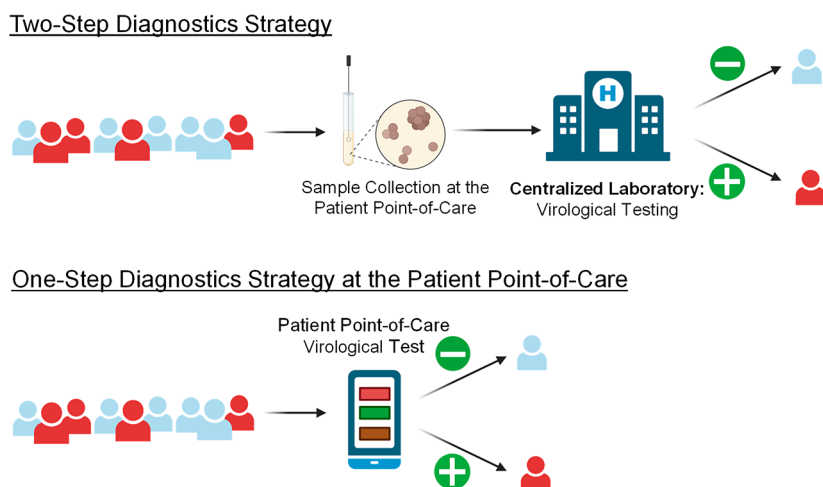 Two-Step Diagnostics Strategy
H
Sample Collection at the
Patient Point-of-Care
Centralized Laboratory:
Virological Testing
One-Step Diagnostics Strategy at the Patient Point-of-Care
Patient Point-of-Care
Virological Test